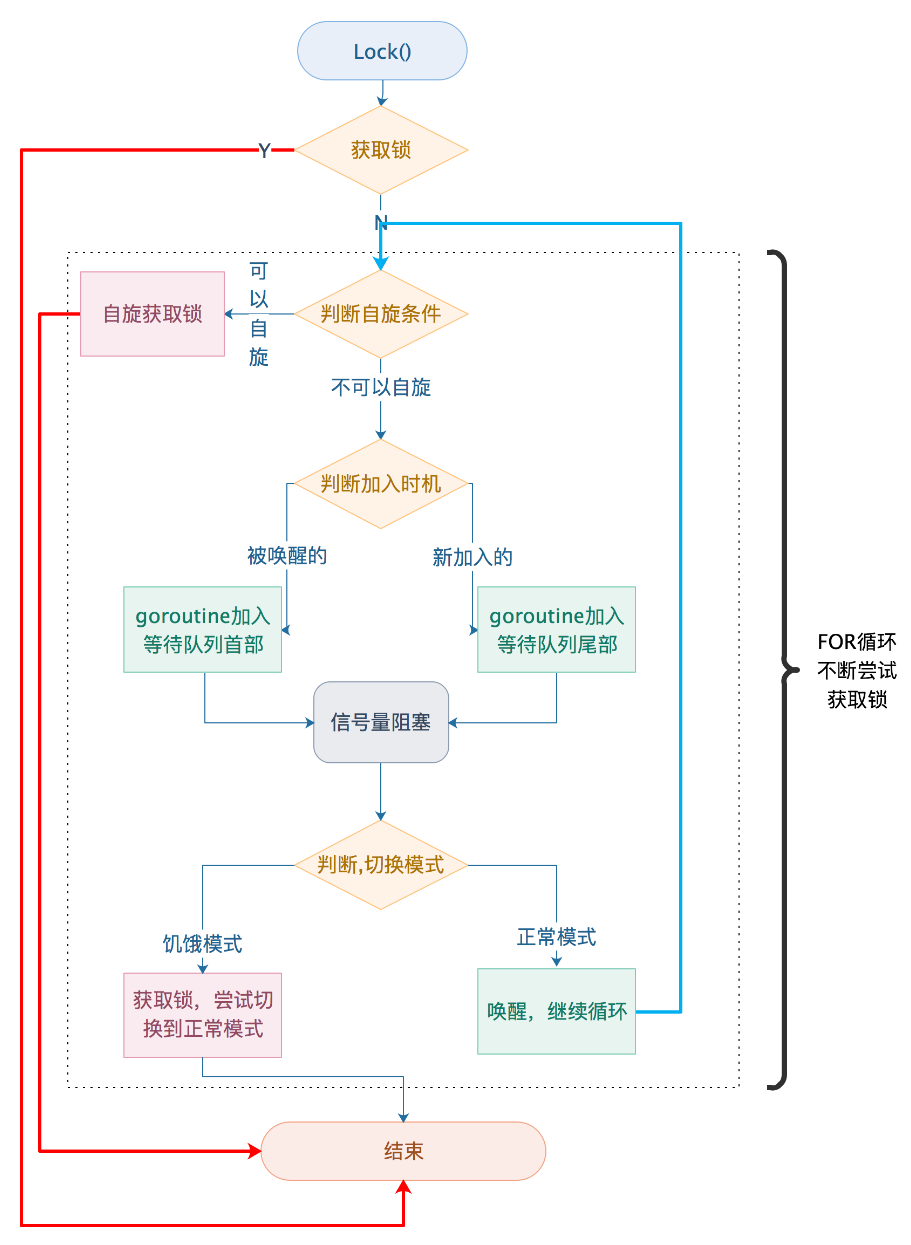 Lock()
获取锁
Y
N
判断自旋条件
可
以
自
旋
自旋获取锁
不可以自旋
判断加入时机
被唤醒的
新加入的
goroutine加入
等待队列首部
goroutine加入
等待队列尾部
FOR循环
不断尝试
获取锁
信号量阻塞
判断,切换模式
饥饿模式
正常模式
获取锁，尝试切
换到正常模式
唤醒，继续循环
结束